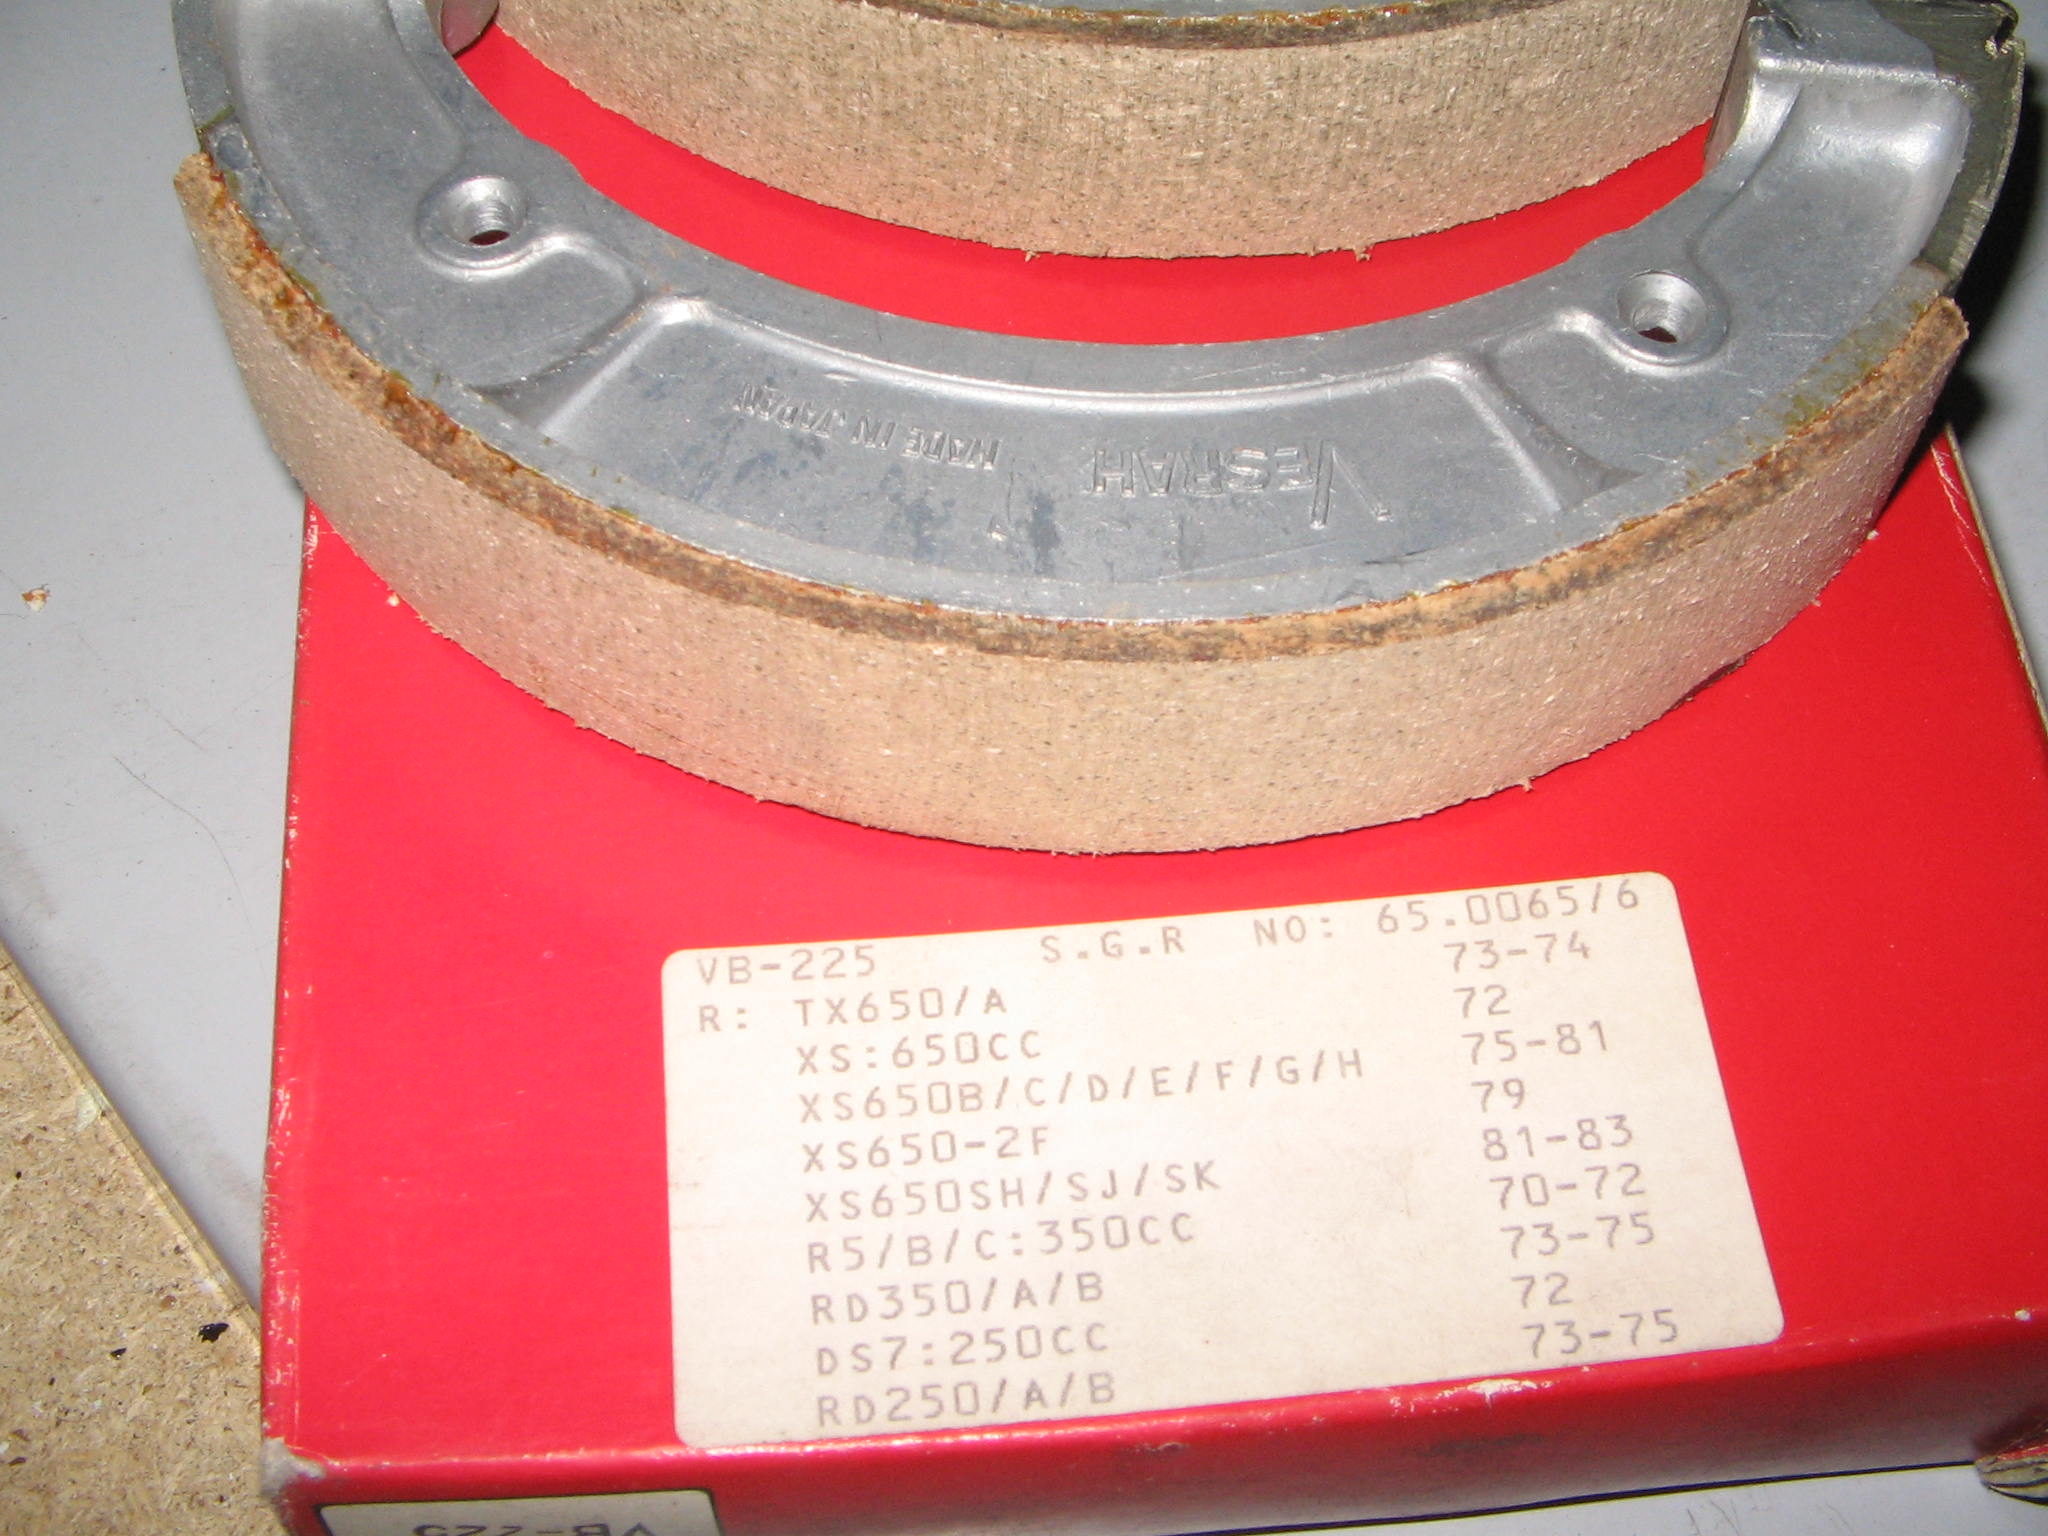 VESRAH
MADE IN JAPAN
VB-225 S.G.R NO: 65.0065/6
R: TX650/A 73-74
XS:650CC 72
XS650B/C/D/E/F/G/H 75-81
XS650-2F 79
XS650SH/SJ/SK 81-83
R5/B/C:350CC 70-72
RD350/A/B 73-75
DS7:250CC 72
RD250/A/B 73-75
VB-225